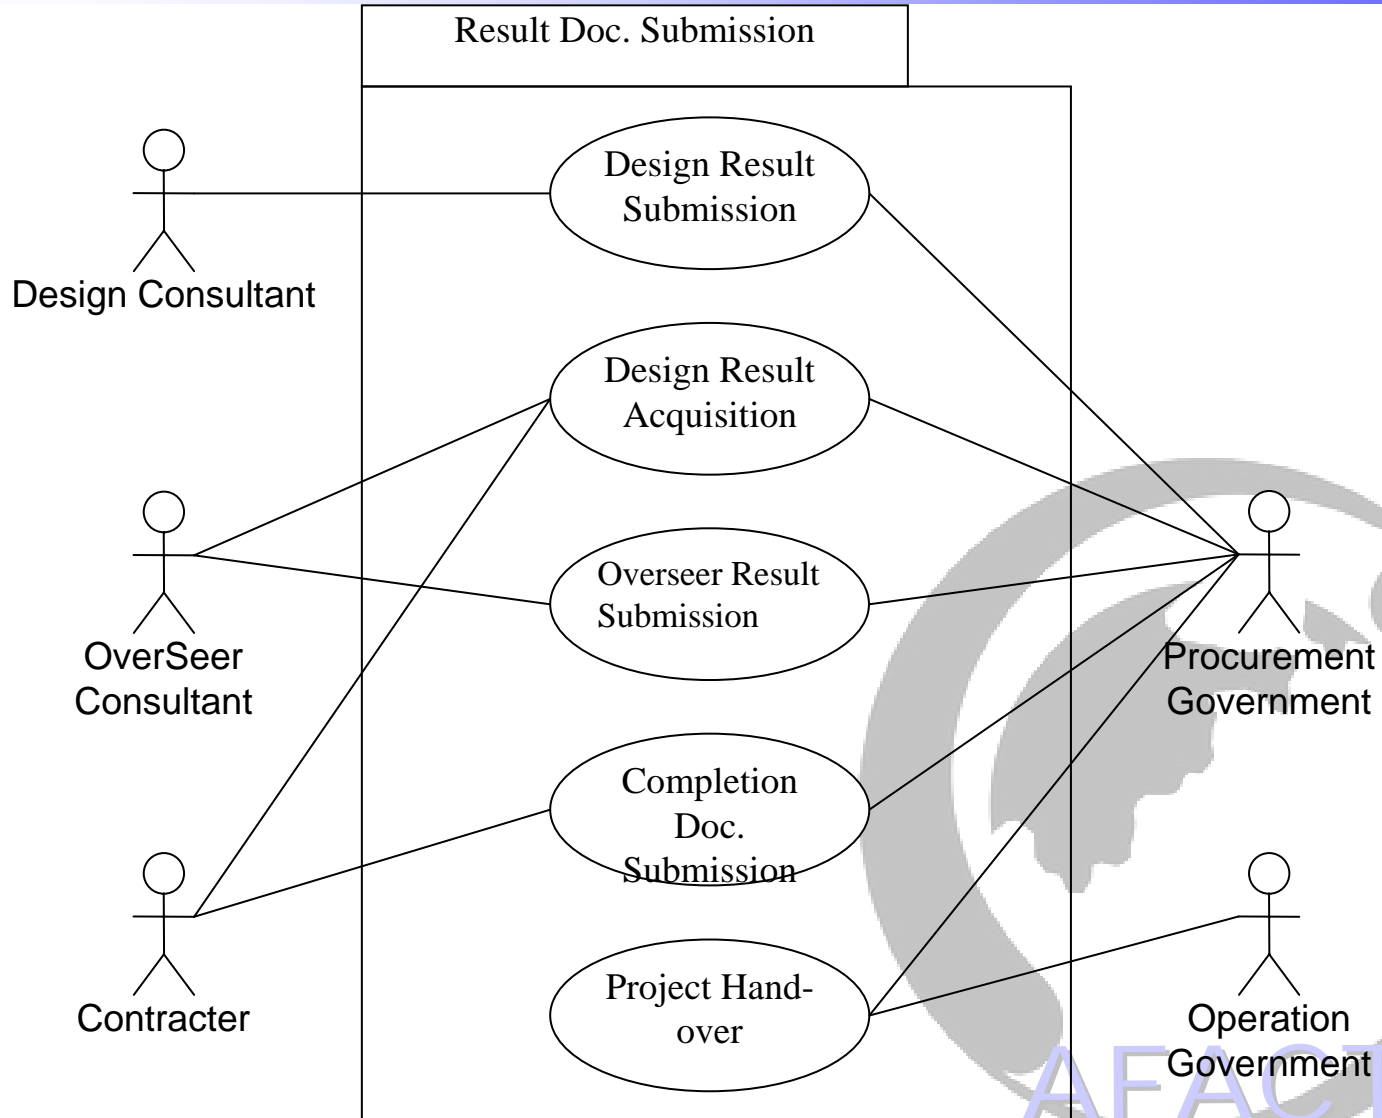 Result Doc. Submission
Design Result
Submission
Design Consultant
Design Result
Acquisition
OverSeer
Consultant
Overseer Result
Submission
Procurement
Government
Completion
Doc.
Submission
Contracter
Project Hand-
over
Operation
Government
AFACT